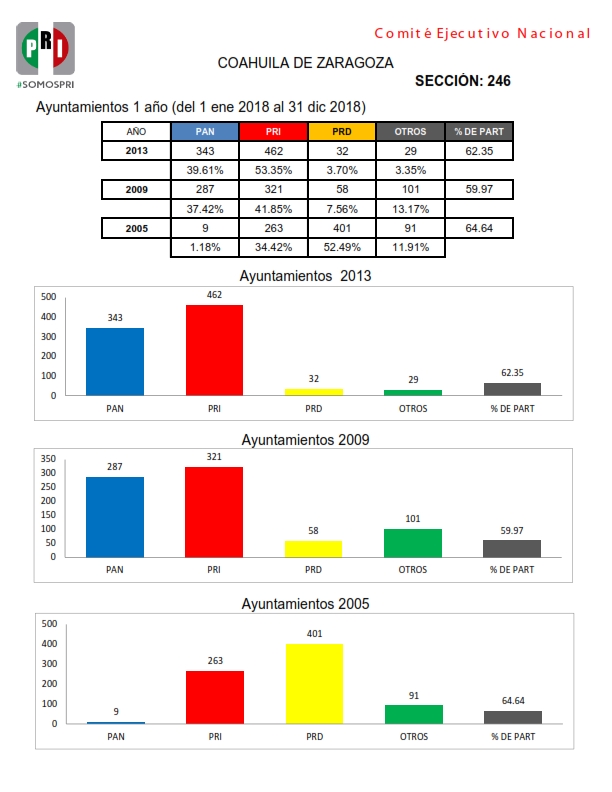 Comité Ejecutivo Nacional
PRI
#SOMOSPRI
COAHUILA DE ZARAGOZA
SECCIÓN: 246
Ayuntamientos 1 año (del 1 ene 2018 al 31 dic 2018)
AÑO PAN PRI PRD OTROS % DE PART
2013 343 462 32 29 62.35
39.61% 53.35% 3.70% 3.35%
2009 287 321 58 101 59.97
37.42% 41.85% 7.56% 13.17%
2005 9 263 401 91 64.64
1.18% 34.42% 52.49% 11.91%
Ayuntamientos 2013
500
400
300
200
100
0
343 462 32 29 62.35
PAN PRI PRD OTROS % DE PART
Ayuntamientos 2009
350
300
250
200
150
100
50
0
287 321 58 101 59.97
PAN PRI PRD OTROS % DE PART
Ayuntamientos 2005
500
400
300
200
100
0
9 263 401 91 64.64
PAN PRI PRD OTROS % DE PART